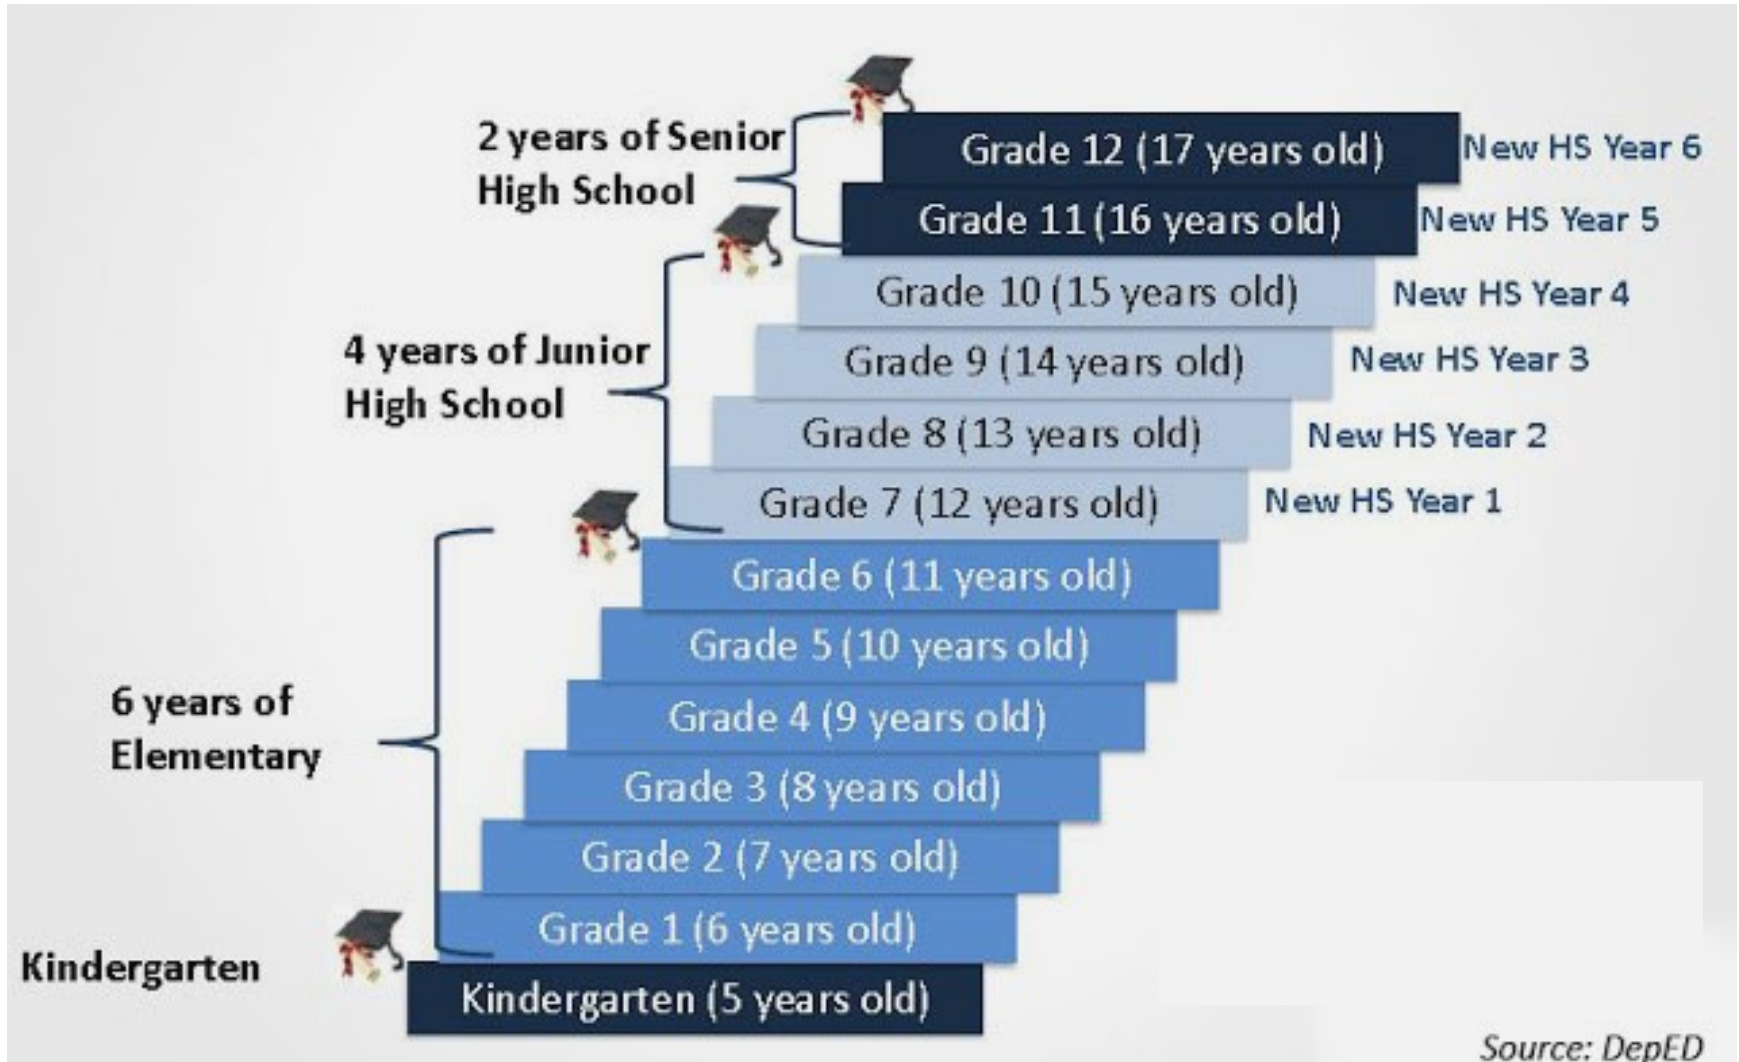 2 years of Senior
High School
Grade 12 (17 years old)
New HS Year 6
Grade 11 (16 years old)
New HS Year 5
4 years of Junior
High School
Grade 10 (15 years old)
New HS Year 4
Grade 9 (14 years old)
New HS Year 3
Grade 8 (13 years old)
New HS Year 2
Grade 7 (12 years old)
New HS Year 1
6 years of
Elementary
Grade 6 (11 years old)
Grade 5 (10 years old)
Grade 4 (9 years old)
Grade 3 (8 years old)
Grade 2 (7 years old)
Grade 1 (6 years old)
Kindergarten
Kindergarten (5 years old)
Source: DepED